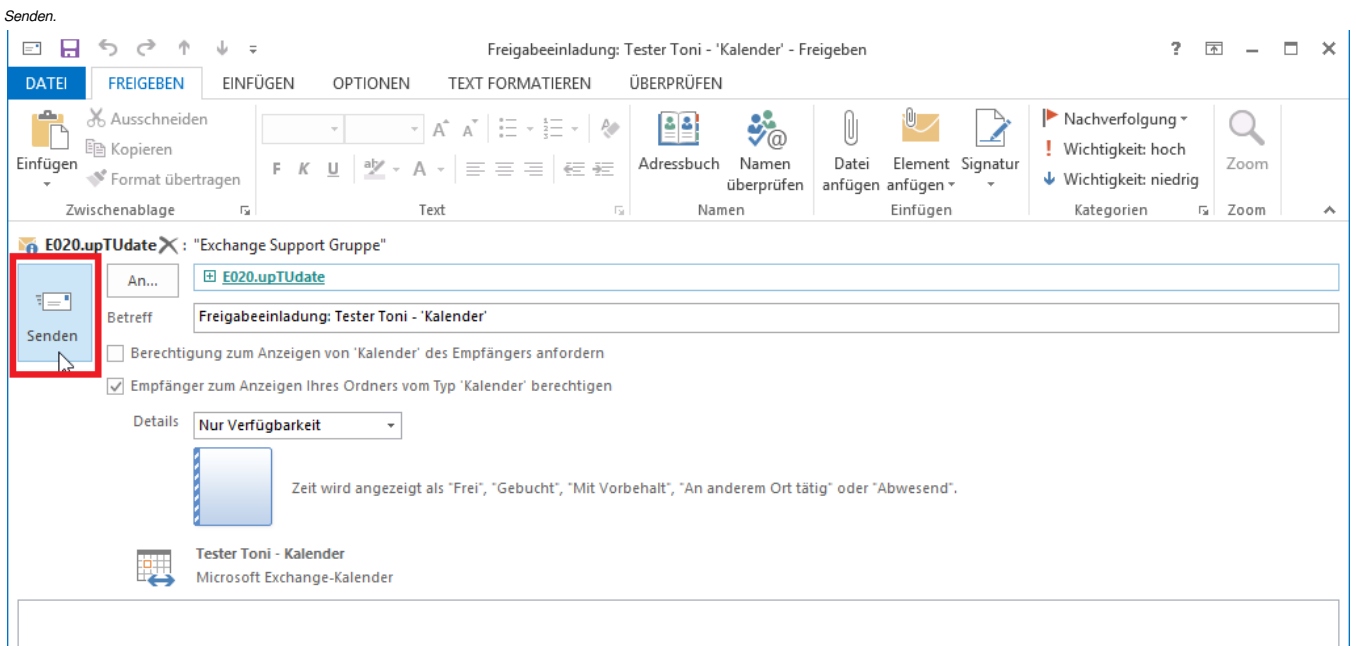 Senden.
Freigabeeinladung: Tester Toni - 'Kalender' - Freigeben
DATEI FREIGEBEN EINFÜGEN OPTIONEN TEXT FORMATIEREN ÜBERPRÜFEN
Einfügen
Ausschneiden
Kopieren
Format übertragen
Zwischenablage
F K U
Text
Adressbuch
Namen überprüfen
Namen
Datei anfügen
Element anfügen
Signatur
Einfügen
Nachverfolgung
Wichtigkeit: hoch
Wichtigkeit: niedrig
Kategorien
Zoom
Zoom
E020.upTUdate : "Exchange Support Gruppe"
Senden
An... E020.upTUdate
Betreff Freigabeeinladung: Tester Toni - 'Kalender'
Berechtigung zum Anzeigen von 'Kalender' des Empfängers anfordern
Empfänger zum Anzeigen Ihres Ordners vom Typ 'Kalender' berechtigen
Details Nur Verfügbarkeit
Zeit wird angezeigt als "Frei", "Gebucht", "Mit Vorbehalt", "An anderem Ort tätig" oder "Abwesend".
Tester Toni - Kalender
Microsoft Exchange-Kalender